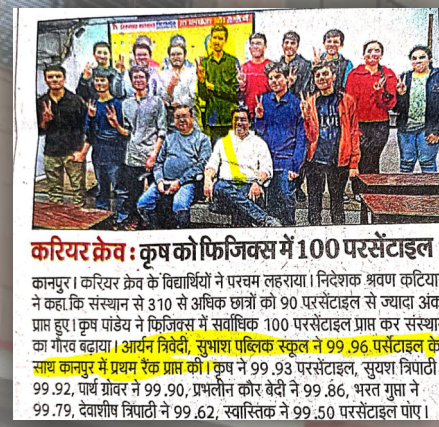 करियर क्रेव : कृष को फिजिक्स में 100 परसेंटाइल
कानपुर। करियर क्रेव के विद्यार्थियों ने परचम लहराया। निदेशक श्रवण कटिया
ने कहा कि संस्थान से 310 से अधिक छात्रों को 90 परसेंटाइल से ज्यादा अंव
प्राप्त हुए। कृष पांडेय ने फिजिक्स में सर्वाधिक 100 परसेंटाइल प्राप्त कर संस्था
का गौरव बढ़ाया। आर्यन त्रिवेदी, सुभाश पब्लिक स्कूल ने 99.96 पर्सेंटाइल के
साथ कानपुर में प्रथम रैंक प्राप्त की। कृष ने 99.93 परसेंटाइल, सुयश त्रिपाठी
99.92, पार्थ ग्रोवर ने 99.90, प्रभलीन कौर बेदी ने 99.86, भरत गुप्ता ने
99.79, देवाशीष त्रिपाठी ने 99.62, स्वास्तिक ने 99.50 परसेंटाइल पाए।